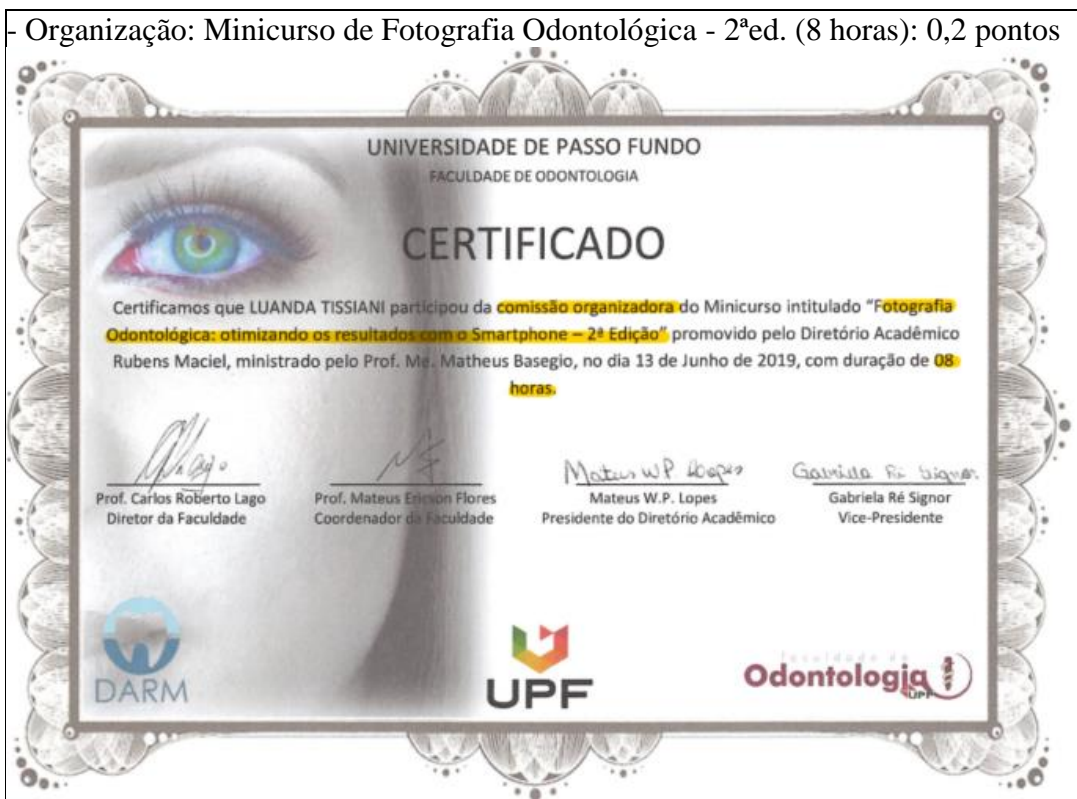 - Organização: Minicurso de Fotografia Odontológica - 2ªed. (8 horas): 0,2 pontos
UNIVERSIDADE DE PASSO FUNDO
FACULDADE DE ODONTOLOGIA
CERTIFICADO
Certificamos que LUANDA TISSIANI participou da comissão organizadora do Minicurso intitulado "Fotografia
Odontológica: otimizando os resultados com o Smartphone – 2ª Edição" promovido pelo Diretório Acadêmico
Rubens Maciel, ministrado pelo Prof. Me. Matheus Basegio, no dia 13 de Junho de 2019, com duração de 08
horas.
Mateus W.P. Lopes
Gabriela Ré Signor
Prof. Carlos Roberto Lago
Diretor da Faculdade
Prof. Mateus Ericson Flores
Coordenador da Faculdade
Mateus W.P. Lopes
Presidente do Diretório Acadêmico
Gabriela Ré Signor
Vice-Presidente
DARM
UPF
faculdade de
Odontologia
UPF